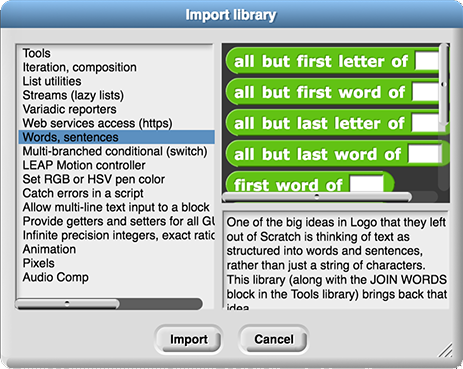 Import library
Tools
Iteration, composition
List utilities
Streams (lazy lists)
Variadic reporters
Web services access (https)
Words, sentences
Multi-branched conditional (switch)
LEAP Motion controller
Set RGB or HSV pen color
Catch errors in a script
Allow multi-line text input to a block
Provide getters and setters for all GU
Infinite precision integers, exact ratio
Animation
Pixels
Audio Comp
all but first letter of
all but first word of
all but last letter of
all but last word of
first word of
One of the big ideas in Logo that they left
out of Scratch is thinking of text as
structured into words and sentences,
rather than just a string of characters.
This library (along with the JOIN WORDS
block in the Tools library) brings back that
idea
Import
Cancel